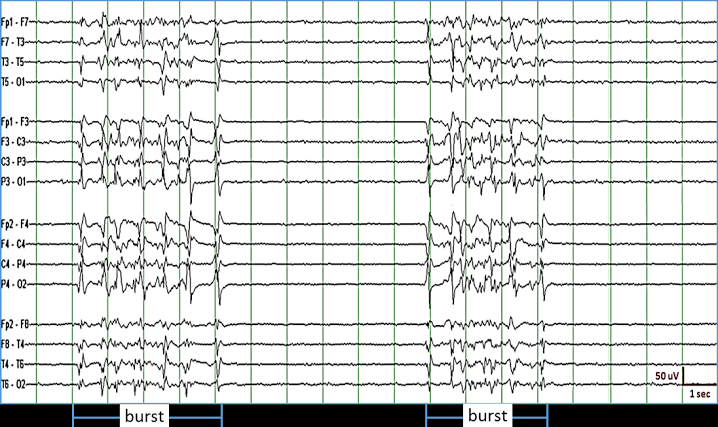 Fp1 - F7
F7 - T3
T3 - T5
T5 - O1
Fp1 - F3
F3 - C3
C3 - P3
P3 - O1
Fp2 - F4
F4 - C4
C4 - P4
P4 - O2
Fp2 - F8
F8 - T4
T4 - T6
T6 - O2
50 uV
1 sec
burst burst